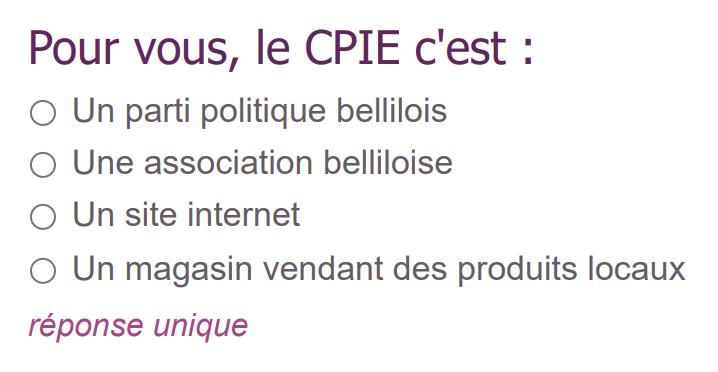 Pour vous, le CPIE c'est :
Un parti politique bellilois
Une association belliloise
Un site internet
Un magasin vendant des produits locaux
réponse unique